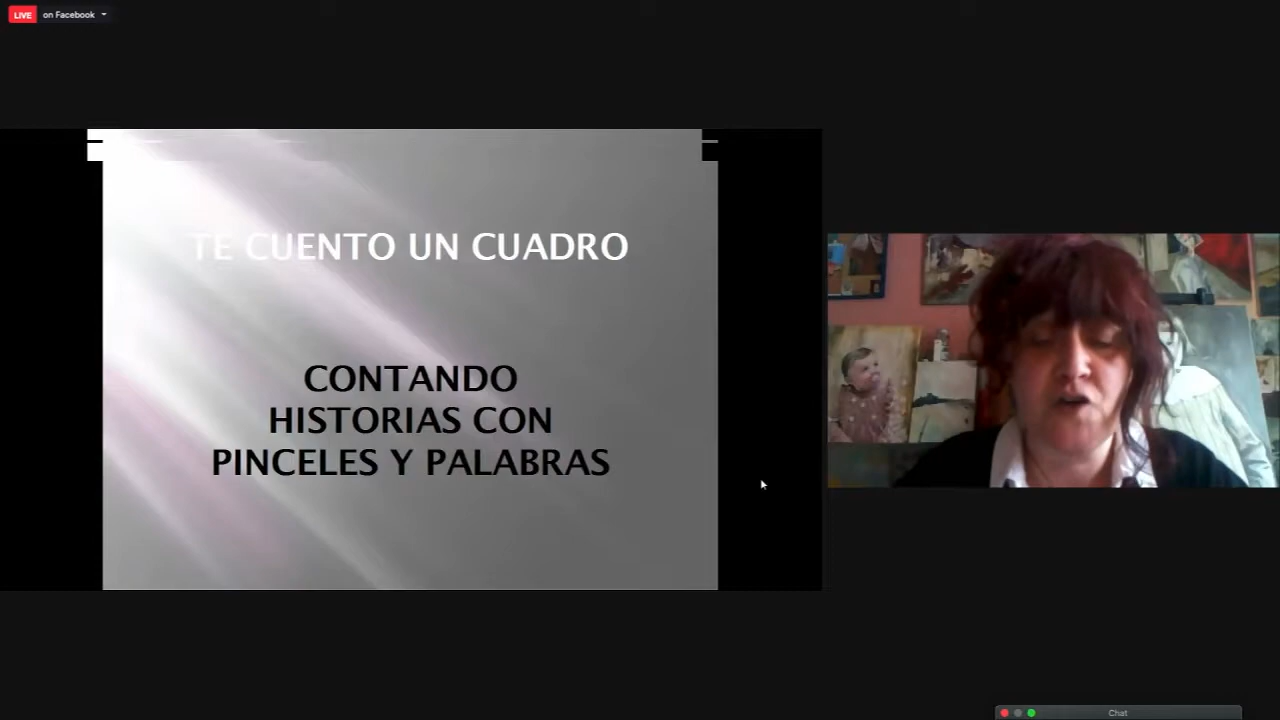 LIVE on Facebook
TE CUENTO UN CUADRO
CONTANDO
HISTORIAS CON
PINCELES Y PALABRAS
Chat